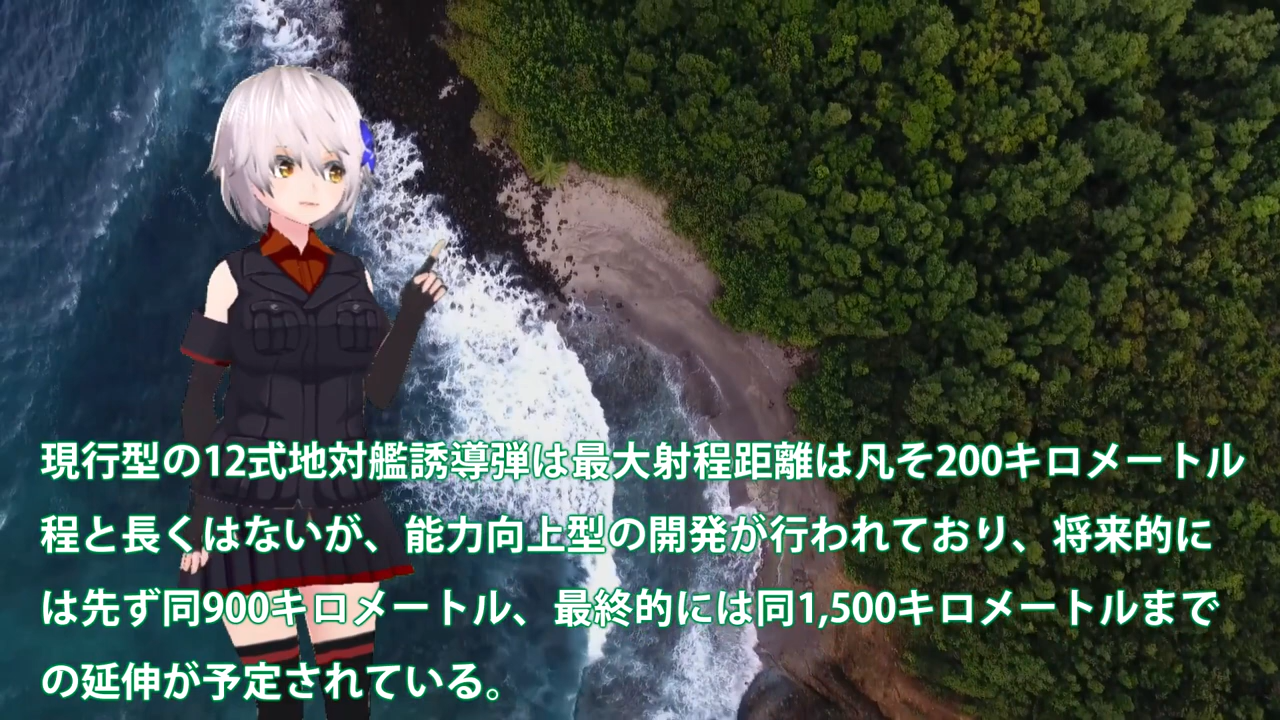 現行型の12式地対艦誘導弾は最大射程距離は凡そ200キロメートル
程と長くはないが、能力向上型の開発が行われており、将来的に
は先ず同900キロメートル、最終的には同1,500キロメートルまで
の延伸が予定されている。